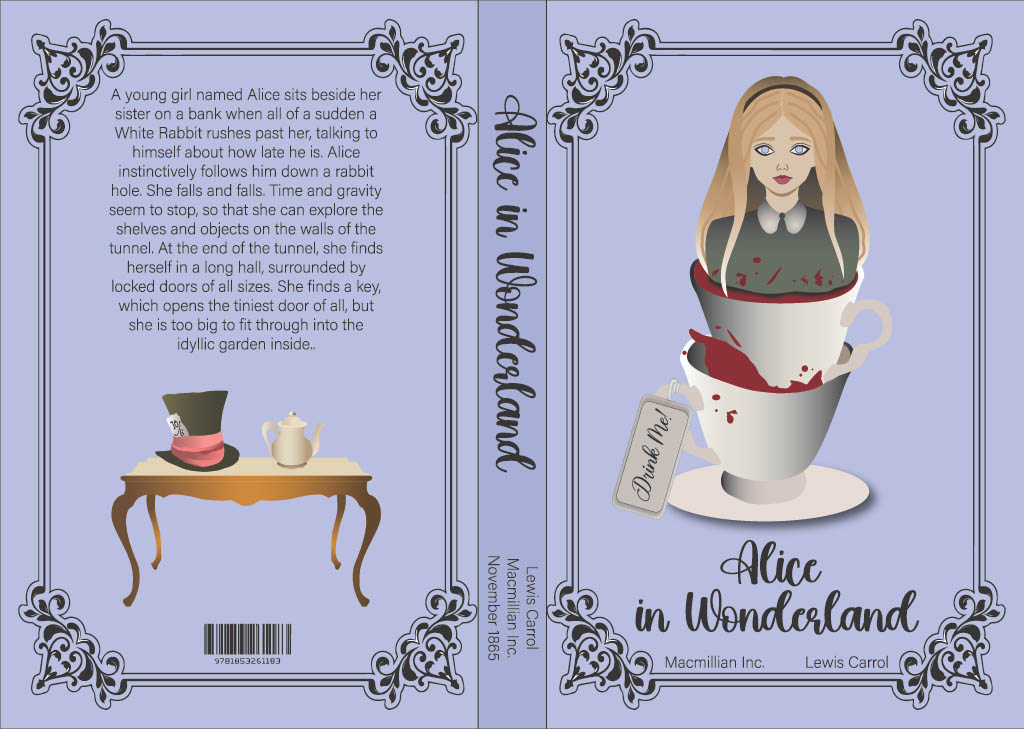 A young girl named Alice sits beside her
sister on a bank when all of a sudden a
White Rabbit rushes past her, talking to
himself about how late he is. Alice
instinctively follows him down a rabbit
hole. She falls and falls. Time and gravity
seem to stop, so that she can explore the
shelves and objects on the walls of the
tunnel. At the end of the tunnel, she finds
herself in a long hall, surrounded by
locked doors of all sizes. She finds a key,
which opens the tiniest door of all, but
she is too big to fit through into the
idyllic garden inside..
10/6
9781853261183
Alice in Wonderland
Lewis Carrol
Macmillian Inc.
November 1865
Drink Me!
Alice
in Wonderland
Macmillian Inc. Lewis Carrol